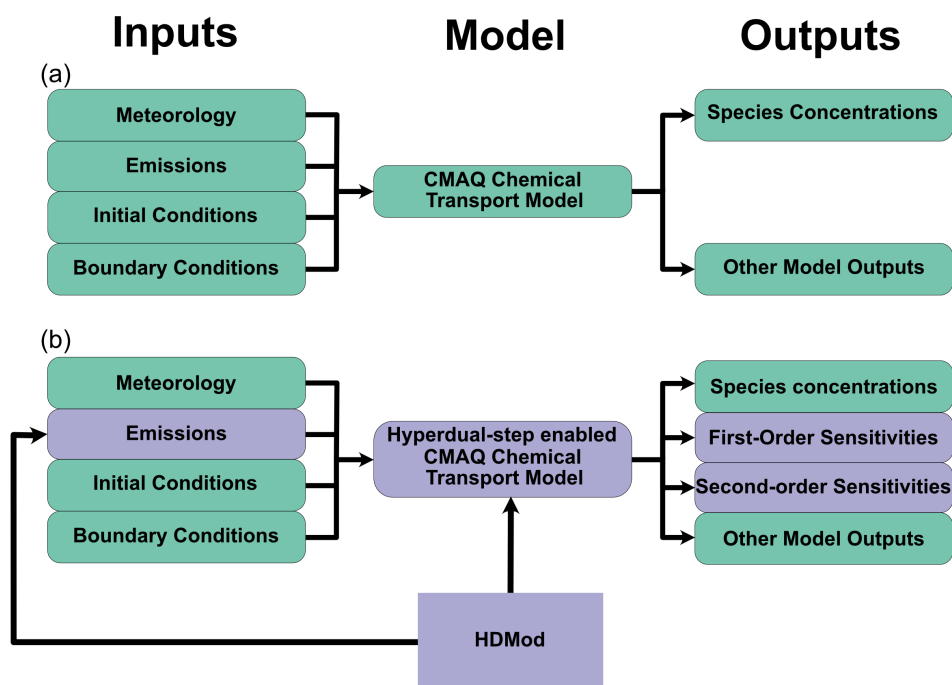 Inputs
Model
Outputs
(a)
Meteorology
Emissions
Initial Conditions
Boundary Conditions
CMAQ Chemical
Transport Model
Species Concentrations
Other Model Outputs
(b)
Meteorology
Emissions
Initial Conditions
Boundary Conditions
Hyperdual-step enabled
CMAQ Chemical
Transport Model
Species concentrations
First-Order Sensitivities
Second-order Sensitivities
Other Model Outputs
HDMod